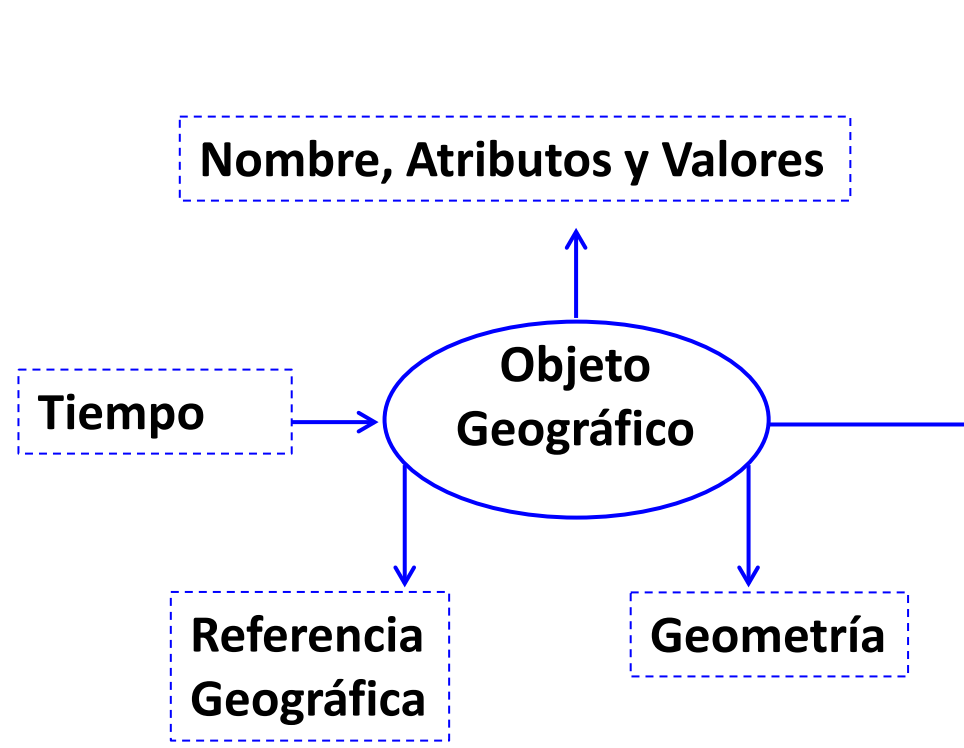 Nombre, Atributos y Valores
Objeto
Geográfico
Tiempo
Referencia
Geográfica
Geometría